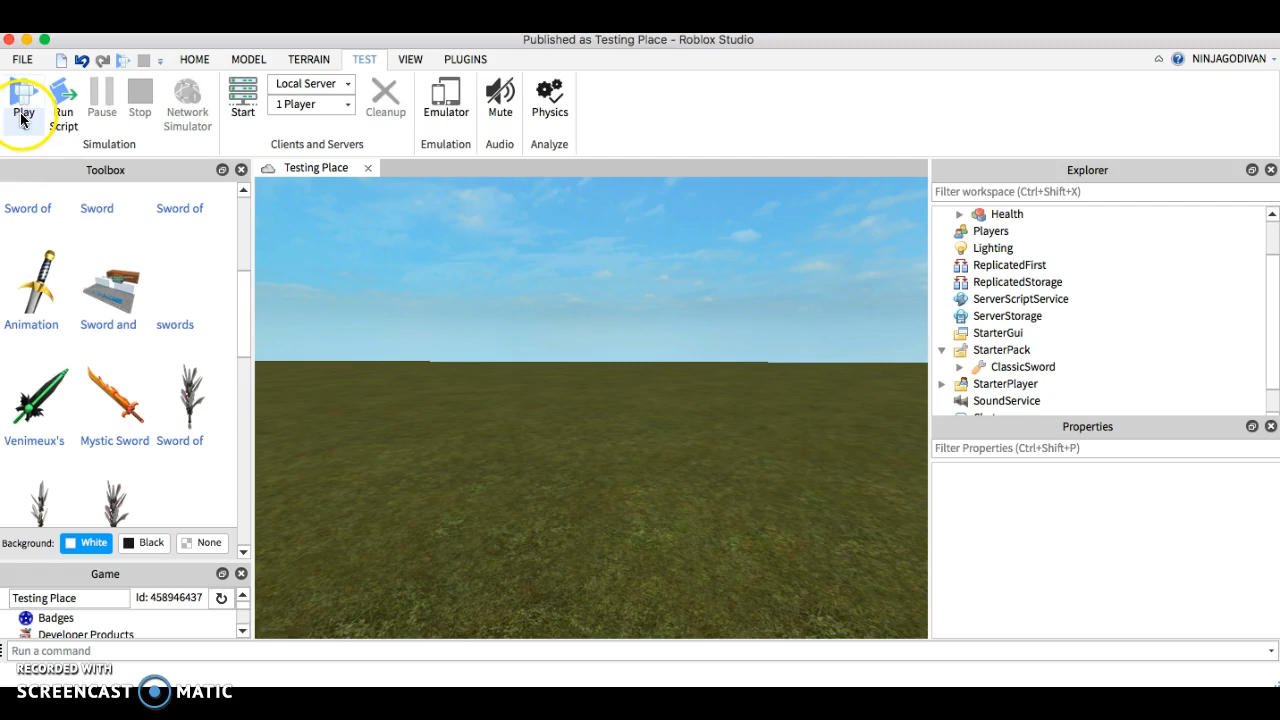 Published as Testing Place - Roblox Studio
FILE HOME MODEL TERRAIN TEST VIEW PLUGINS NINJAGODIVAN
Play Run Script Pause Stop Network Simulator Start Local Server 1 Player Cleanup Emulator Mute Physics
Simulation Clients and Servers Emulation Audio Analyze
Toolbox
Sword of Sword Sword of
Animation Sword and swords
Venimeux's Mystic Sword Sword of
Background: White Black None
Game
Testing Place Id: 458946437
Badges
Developer Products
Testing Place
Explorer
Filter workspace (Ctrl+Shift+X)
Health
Players
Lighting
ReplicatedFirst
ReplicatedStorage
ServerScriptService
ServerStorage
StarterGui
StarterPack
ClassicSword
StarterPlayer
SoundService
Properties
Filter Properties (Ctrl+Shift+P)
Run a command
RECORDED WITH
SCREENCAST MATIC